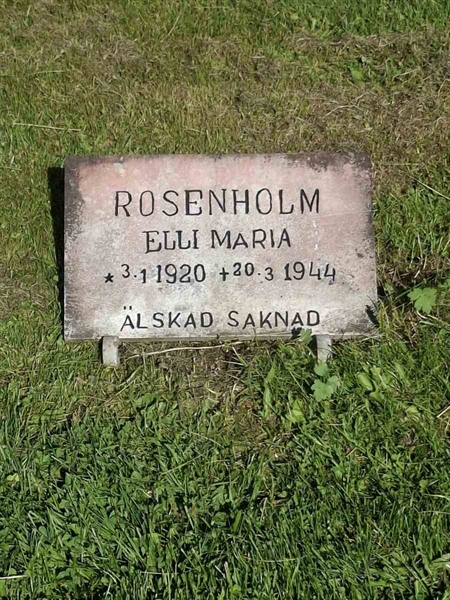 ROSENHOLM
ELLI MARIA
* 3.1 1920 + 20.3 1944
ÄLSKAD SAKNAD